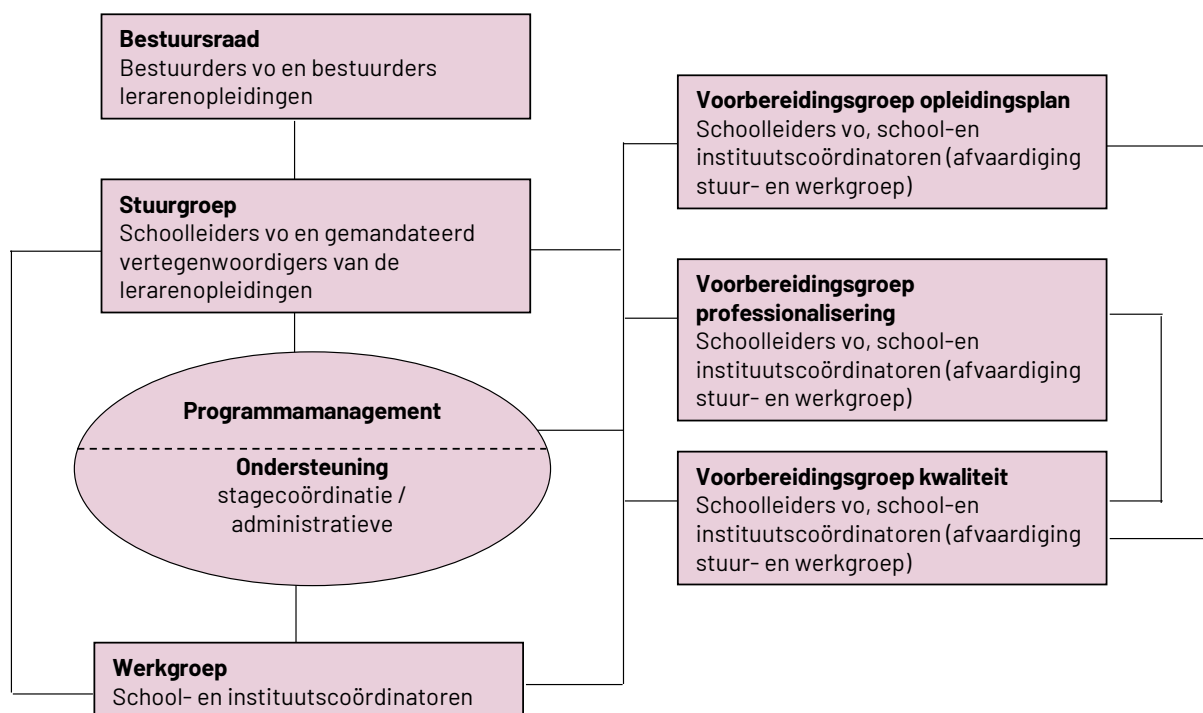 Bestuursraad
Bestuurders vo en bestuurders
lerarenopleidingen
Stuurgroep
Schoolleiders vo en gemandateerd
vertegenwoordigers van de
lerarenopleidingen
Programmamanagement
Ondersteuning
stagecoördinatie /
administratieve
Werkgroep
School- en instituutscoördinatoren
Voorbereidingsgroep opleidingsplan
Schoolleiders vo, school-en
instituutscoördinatoren (afvaardiging
stuur- en werkgroep)
Voorbereidingsgroep
professionalisering
Schoolleiders vo, school-en
instituutscoördinatoren (afvaardiging
stuur- en werkgroep)
Voorbereidingsgroep kwaliteit
Schoolleiders vo, school-en
instituutscoördinatoren (afvaardiging
stuur- en werkgroep)